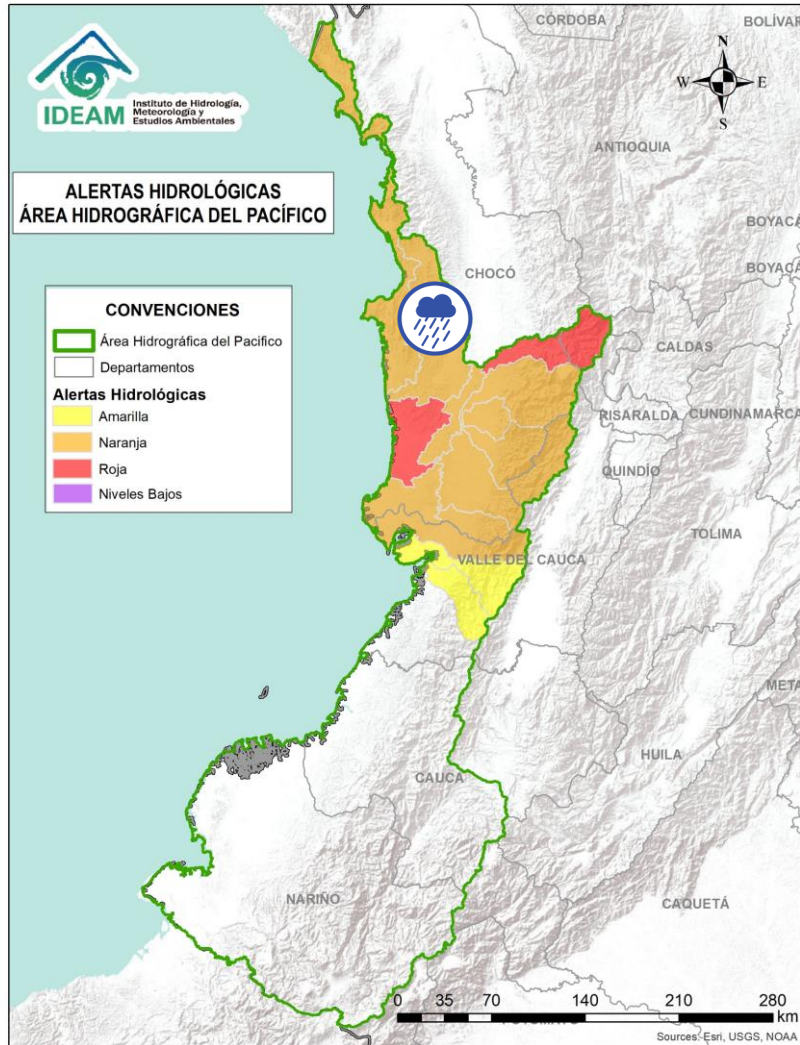 IDEAM
Instituto de Hidrología,
Meteorología y
Estudios Ambientales
ALERTAS HIDROLÓGICAS
ÁREA HIDROGRÁFICA DEL PACÍFICO
CONVENCIONES
Área Hidrográfica del Pacifico
Departamentos
Alertas Hidrológicas
Amarilla
Naranja
Roja
Niveles Bajos
CÓRDOBA
BOLÍVAR
N
W
E
S
ANTIOQUIA
BOYACÁ
CHOCÓ
BOYACÁ
CALDAS
RISARALDA
CUNDINAMARCA
QUINDÍO
TOLIMA
VALLE DEL CAUCA
META
HUILA
CAUCA
NARIÑO
CAQUETÁ
0 35 70 140 210 280
km
Sources: Esri, USGS, NOAA